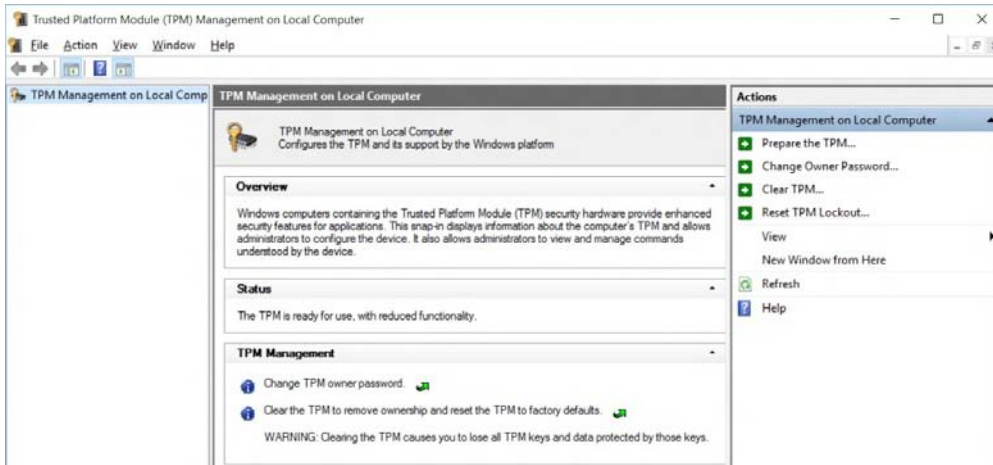 Trusted Platform Module (TPM) Management on Local Computer
File Action View Window Help
TPM Management on Local Comp
TPM Management on Local Computer
TPM Management on Local Computer
Configures the TPM and its support by the Windows platform
Overview
Windows computers containing the Trusted Platform Module (TPM) security hardware provide enhanced
security features for applications. This snap-in displays information about the computer's TPM and allows
administrators to configure the device. It also allows administrators to view and manage commands
understood by the device.
Status
The TPM is ready for use, with reduced functionality.
TPM Management
Change TPM owner password.
Clear the TPM to remove ownership and reset the TPM to factory defaults.
WARNING: Clearing the TPM causes you to lose all TPM keys and data protected by those keys.
Actions
TPM Management on Local Computer
Prepare the TPM...
Change Owner Password...
Clear TPM...
Reset TPM Lockout...
View
New Window from Here
Refresh
Help